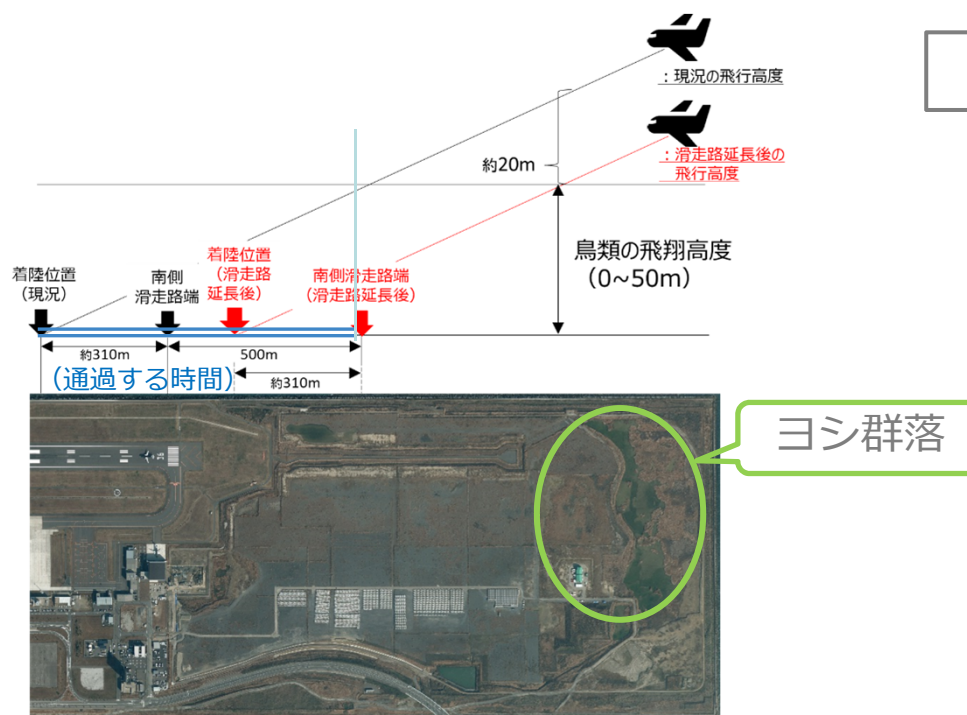 ：現況の飛行高度
：滑走路延長後の
飛行高度
約20m
鳥類の飛翔高度
（0~50m）
着陸位置
（現況）
南側
滑走路端
着陸位置
（滑走路
延長後）
南側滑走路端
（滑走路延長後）
約310m
500m
（通過する時間）
約310m
ヨシ群落